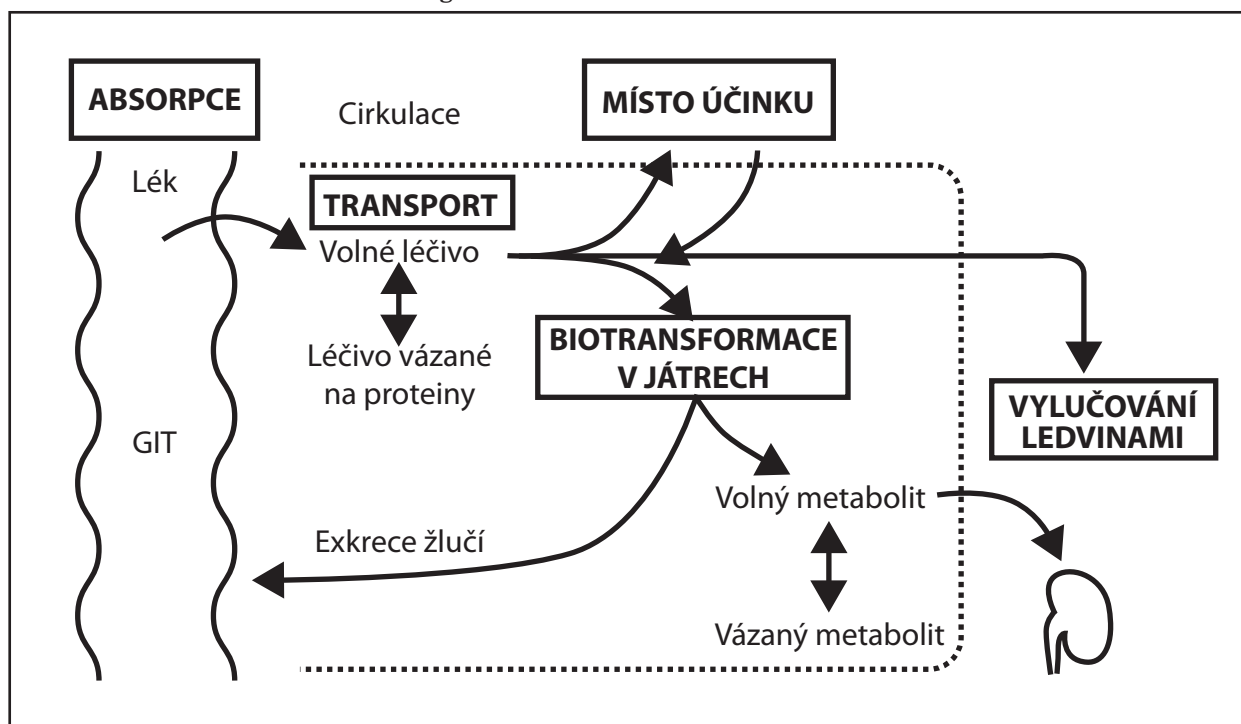 ABSORPCE
Cirkulace
MÍSTO ÚČINKU
Lék
TRANSPORT
Volné léčivo
Léčivo vázané
na proteiny
BIOTRANSFORMACE
V JÁTRECH
VYLUČOVÁNÍ
LEDVINAMI
GIT
Volný metabolit
Exkrece žlučí
Vázaný metabolit